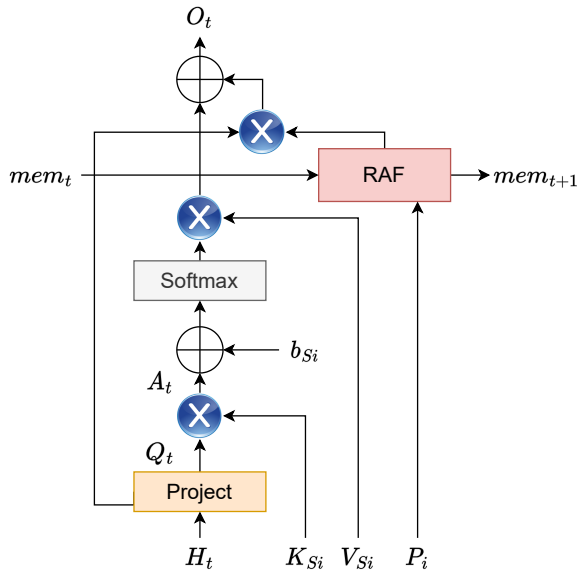 O_t
mem_t
RAF
mem_{t+1}
Softmax
b_{Si}
A_t
Q_t
Project
H_t
K_{Si}
V_{Si}
P_i